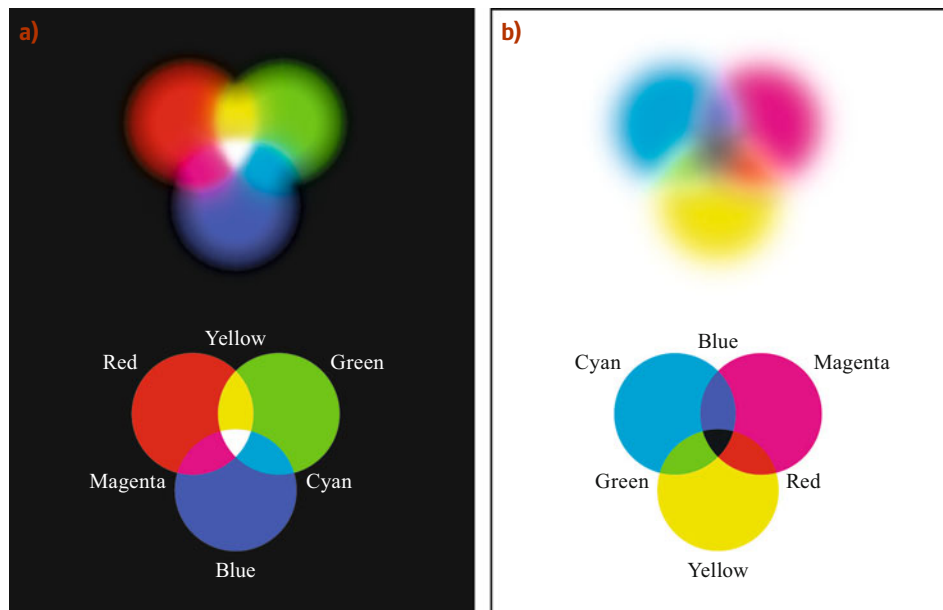 a)
Yellow
Red
Green
Magenta
Cyan
Blue
b)
Blue
Cyan
Magenta
Green
Red
Yellow